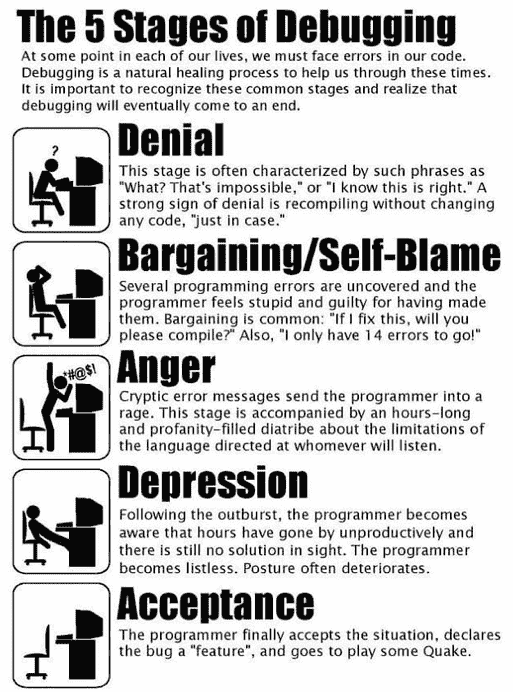 The 5 Stages of Debugging
At some point in each of our lives, we must face errors in our code.
Debugging is a natural healing process to help us through these times.
It is important to recognize these common stages and realize that
debugging will eventually come to an end.
?
Denial
This stage is often characterized by such phrases as
"What? That's impossible," or "I know this is right." A
strong sign of denial is recompiling without changing
any code, "just in case."
Bargaining/Self-Blame
Several programming errors are uncovered and the
programmer feels stupid and guilty for having made
them. Bargaining is common: "If I fix this, will you
please compile?" Also, "I only have 14 errors to go!"
*#@$!
Anger
Cryptic error messages send the programmer into a
rage. This stage is accompanied by an hours-long
and profanity-filled diatribe about the limitations of
the language directed at whomever will listen.
Depression
Following the outburst, the programmer becomes
aware that hours have gone by unproductively and
there is still no solution in sight. The programmer
becomes listless. Posture often deteriorates.
Acceptance
The programmer finally accepts the situation, declares
the bug a "feature", and goes to play some Quake.